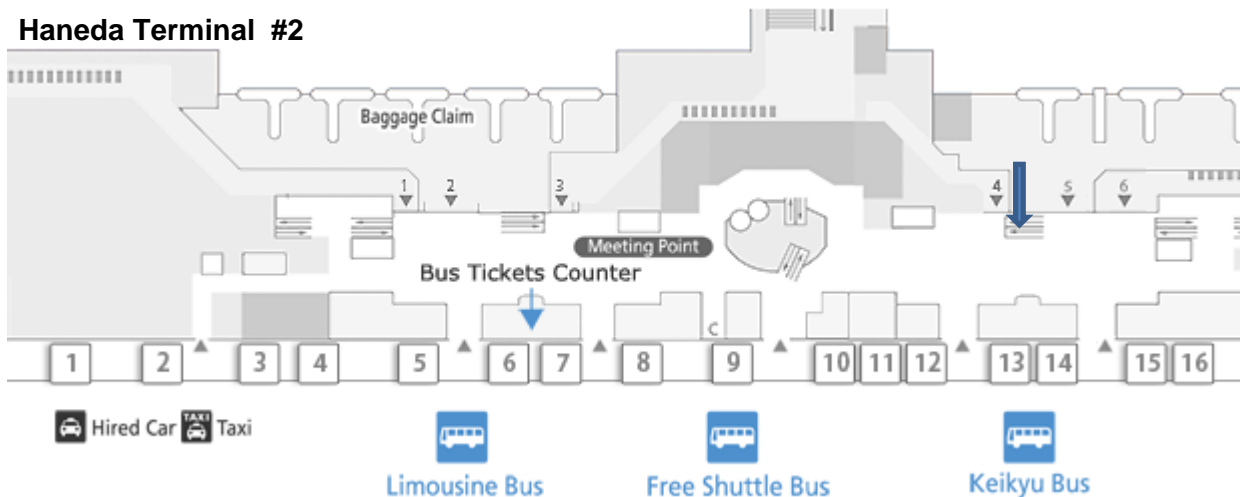 Haneda Terminal #2
Baggage Claim
1 2 3 4 5 6
Meeting Point
Bus Tickets Counter
C
1 2 3 4 5 6 7 8 9 10 11 12 13 14 15 16
Hired Car TAXI Taxi
Limousine Bus Free Shuttle Bus Keikyu Bus